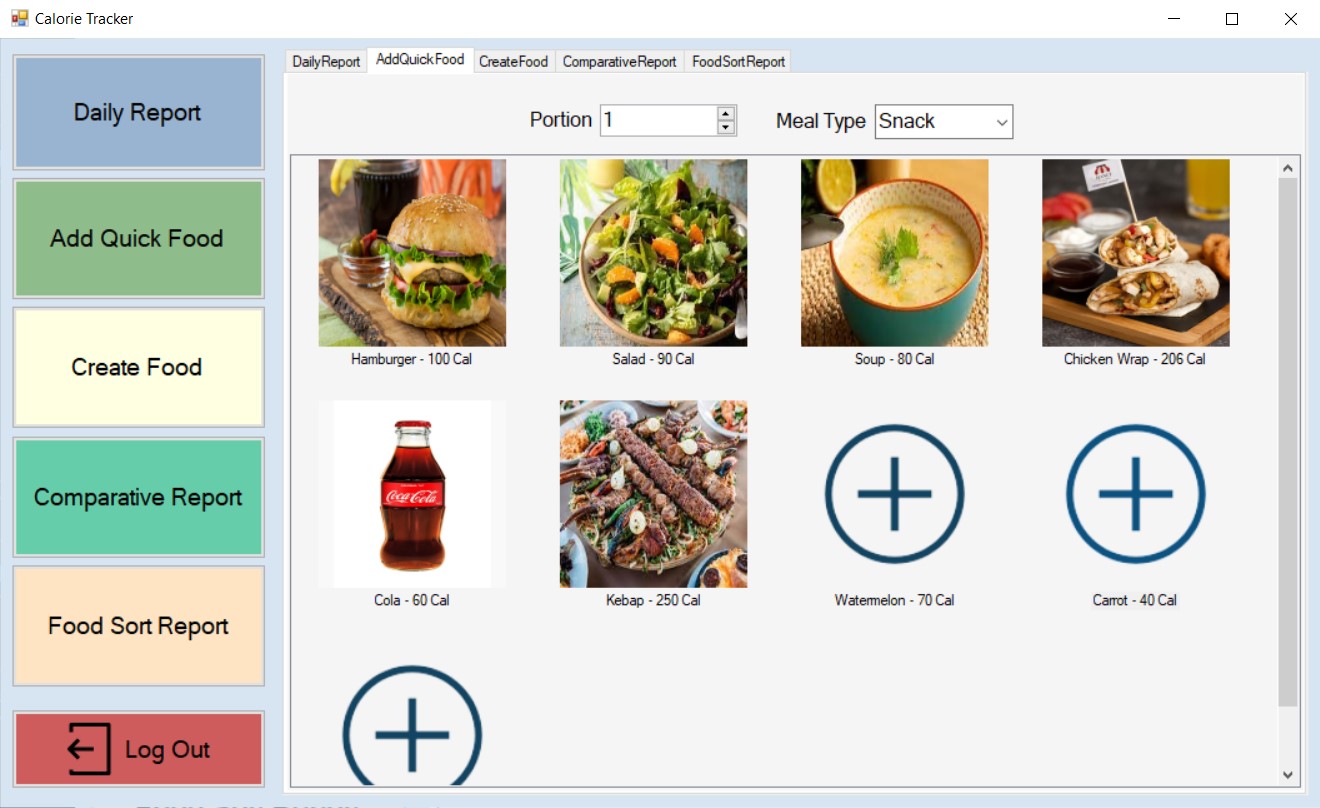 Calorie Tracker
Daily Report
Add Quick Food
Create Food
Comparative Report
Food Sort Report
Log Out
DailyReport
AddQuickFood
CreateFood
ComparativeReport
FoodSortReport
Portion 1
Meal Type Snack
Hamburger - 100 Cal
Salad - 90 Cal
Soup - 80 Cal
Chicken Wrap - 206 Cal
Coca-Cola
Cola - 60 Cal
Kebap - 250 Cal
Watermelon - 70 Cal
Carrot - 40 Cal